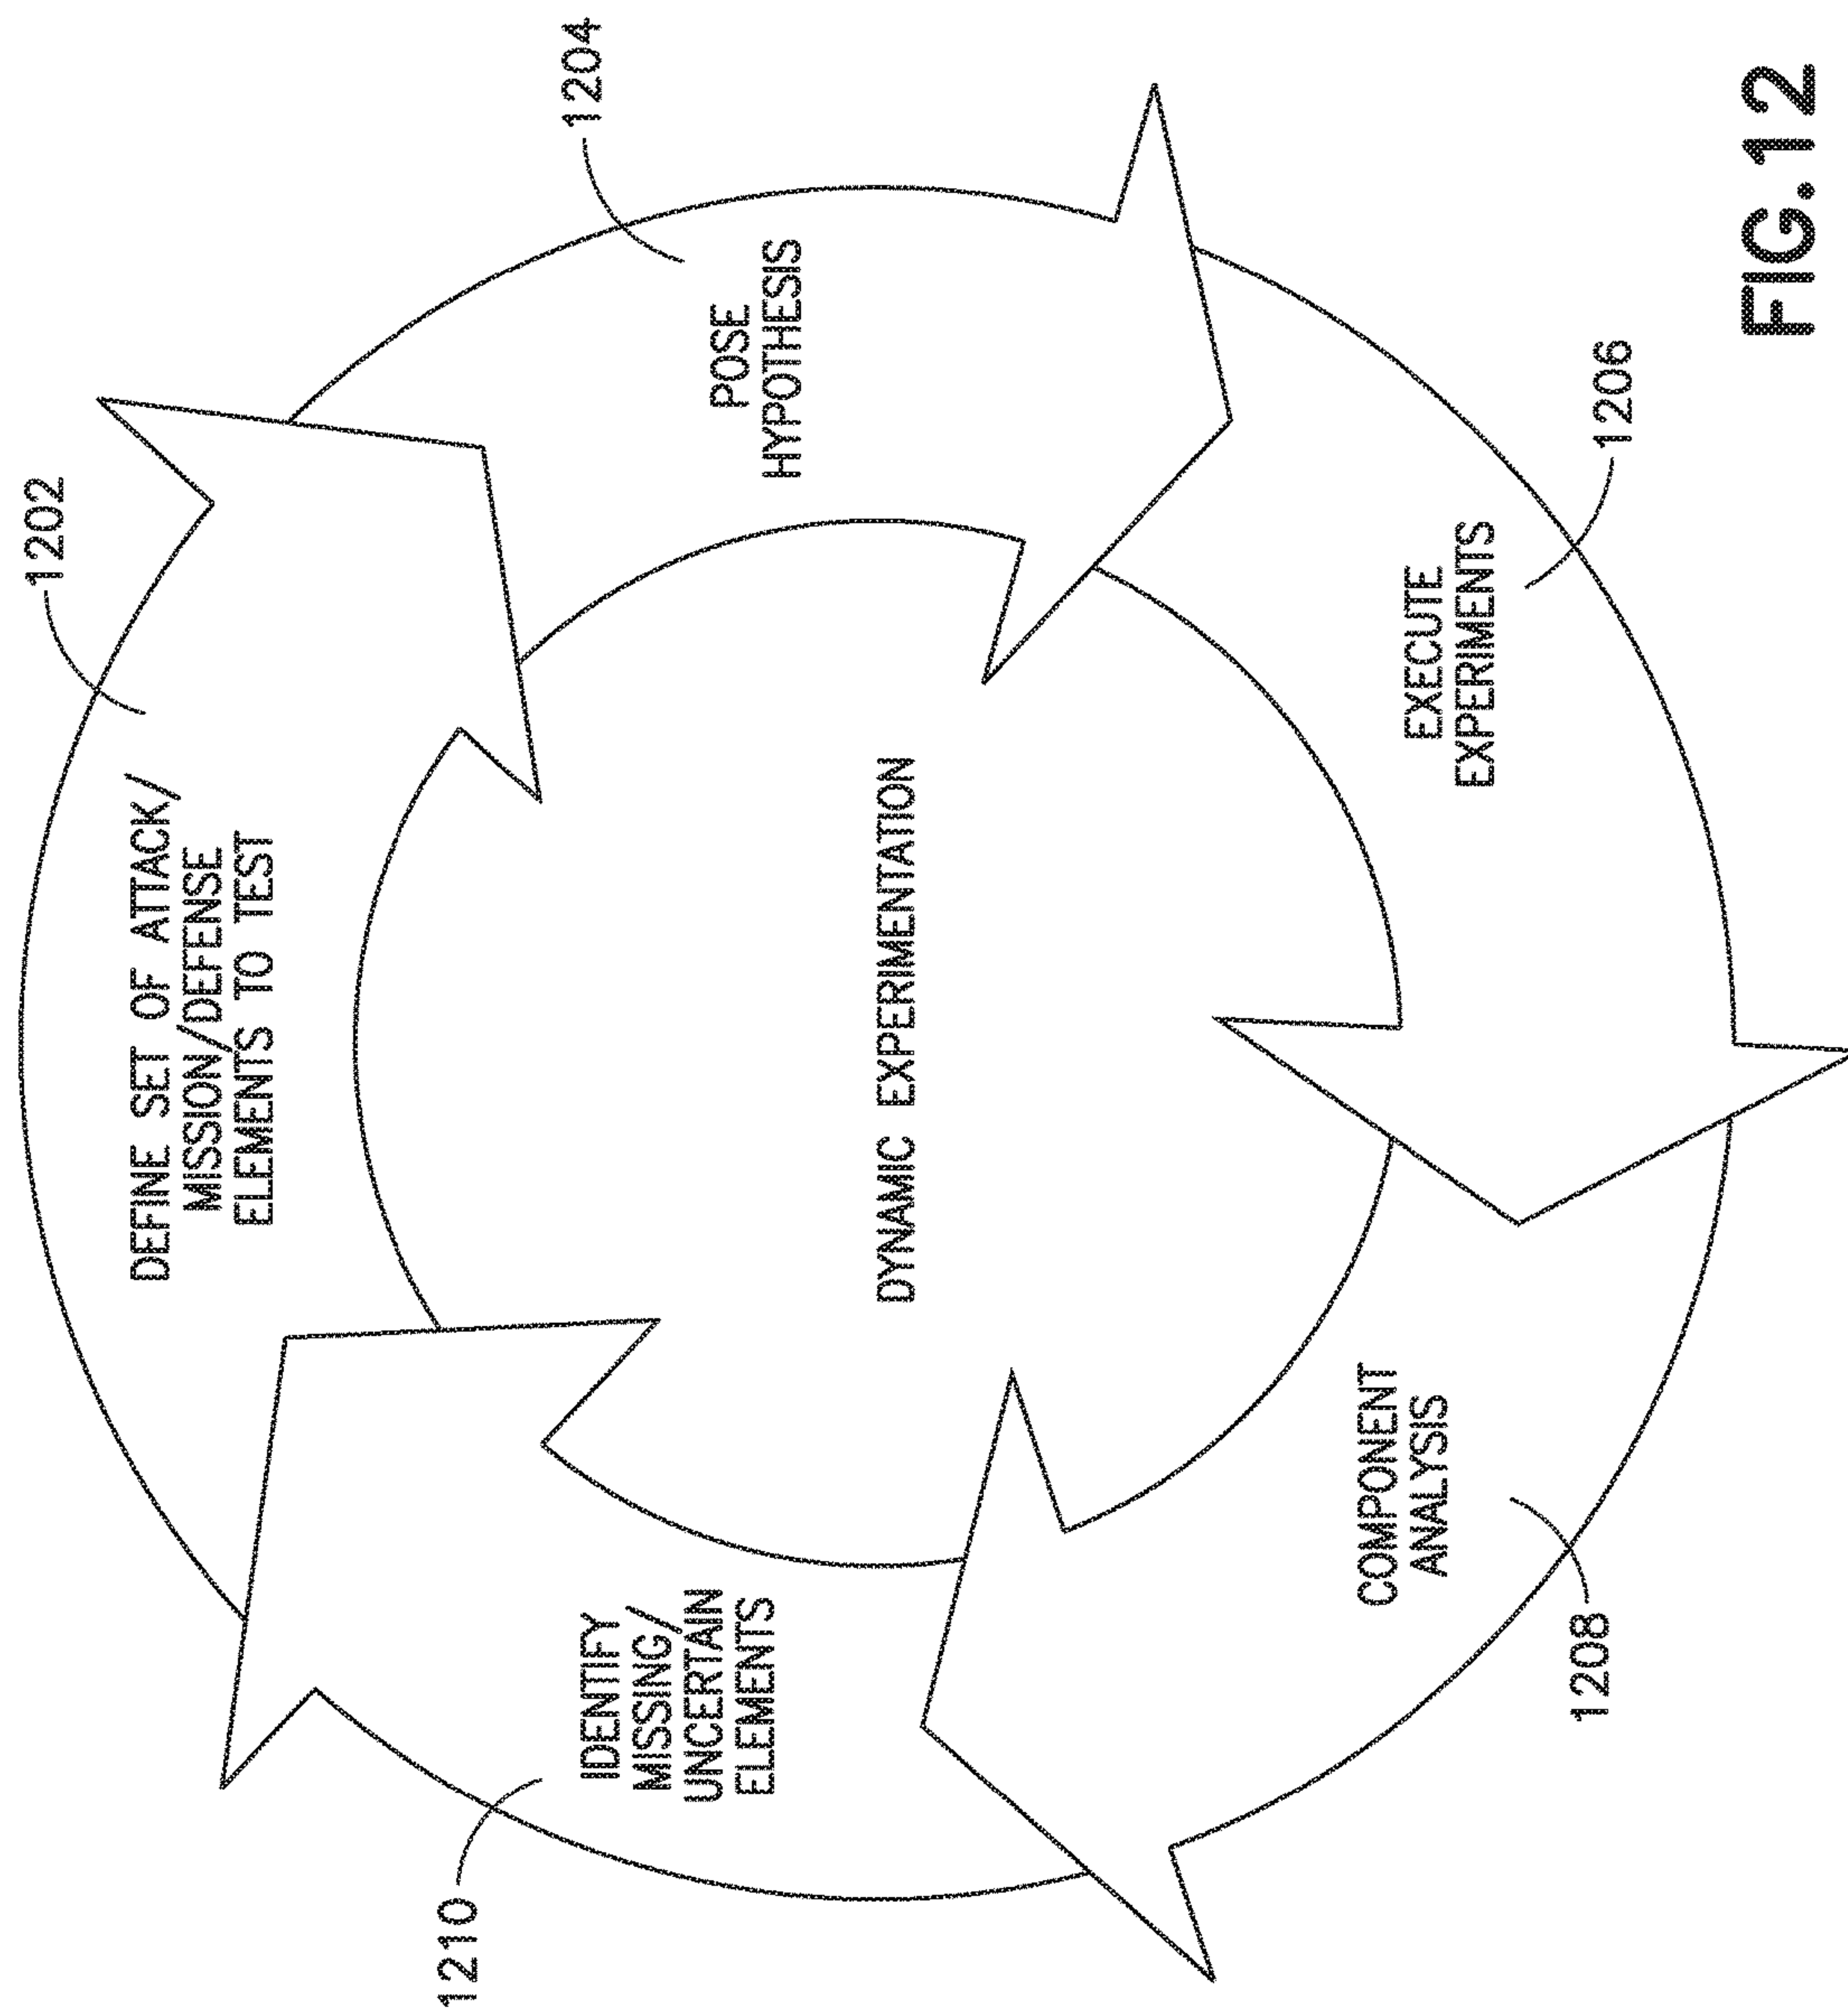 1202
DEFINE SET OF ATTACK/
MISSION/DEFENSE
ELEMENTS TO TEST
1204
POSE
HYPOTHESIS
1206
EXECUTE
EXPERIMENTS
1208
COMPONENT
ANALYSIS
1210
IDENTIFY
MISSING/
UNCERTAIN
ELEMENTS
DYNAMIC EXPERIMENTATION
FIG.12